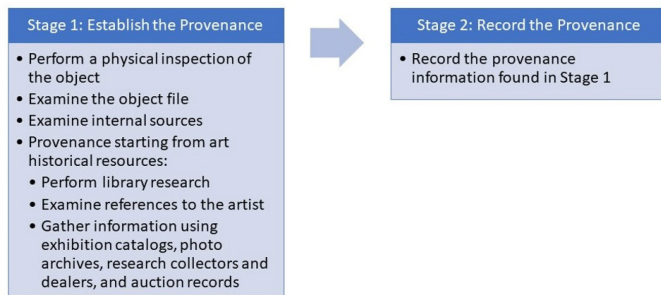 Stage 1: Establish the Provenance
• Perform a physical inspection of
the object
• Examine the object file
• Examine internal sources
• Provenance starting from art
historical resources:
• Perform library research
• Examine references to the artist
• Gather information using
exhibition catalogs, photo
archives, research collectors and
dealers, and auction records
Stage 2: Record the Provenance
• Record the provenance
information found in Stage 1